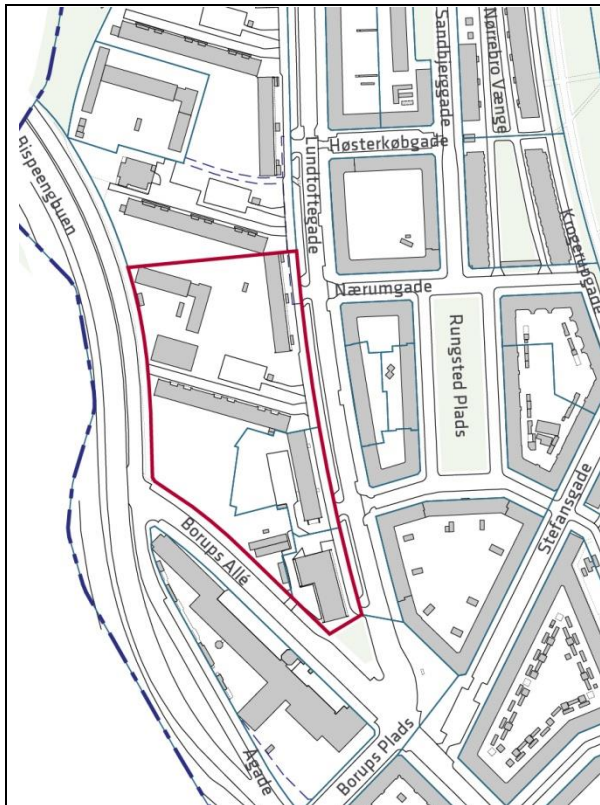 Sandbjerggade
Nørrebro Vænge
Høsterkøbgade
Lundtoftegade
Bispeengbuen
Krogerupgade
Nærumgade
Rungsted Plads
Stefansgade
Borups Allé
Borups Plads
Ågade